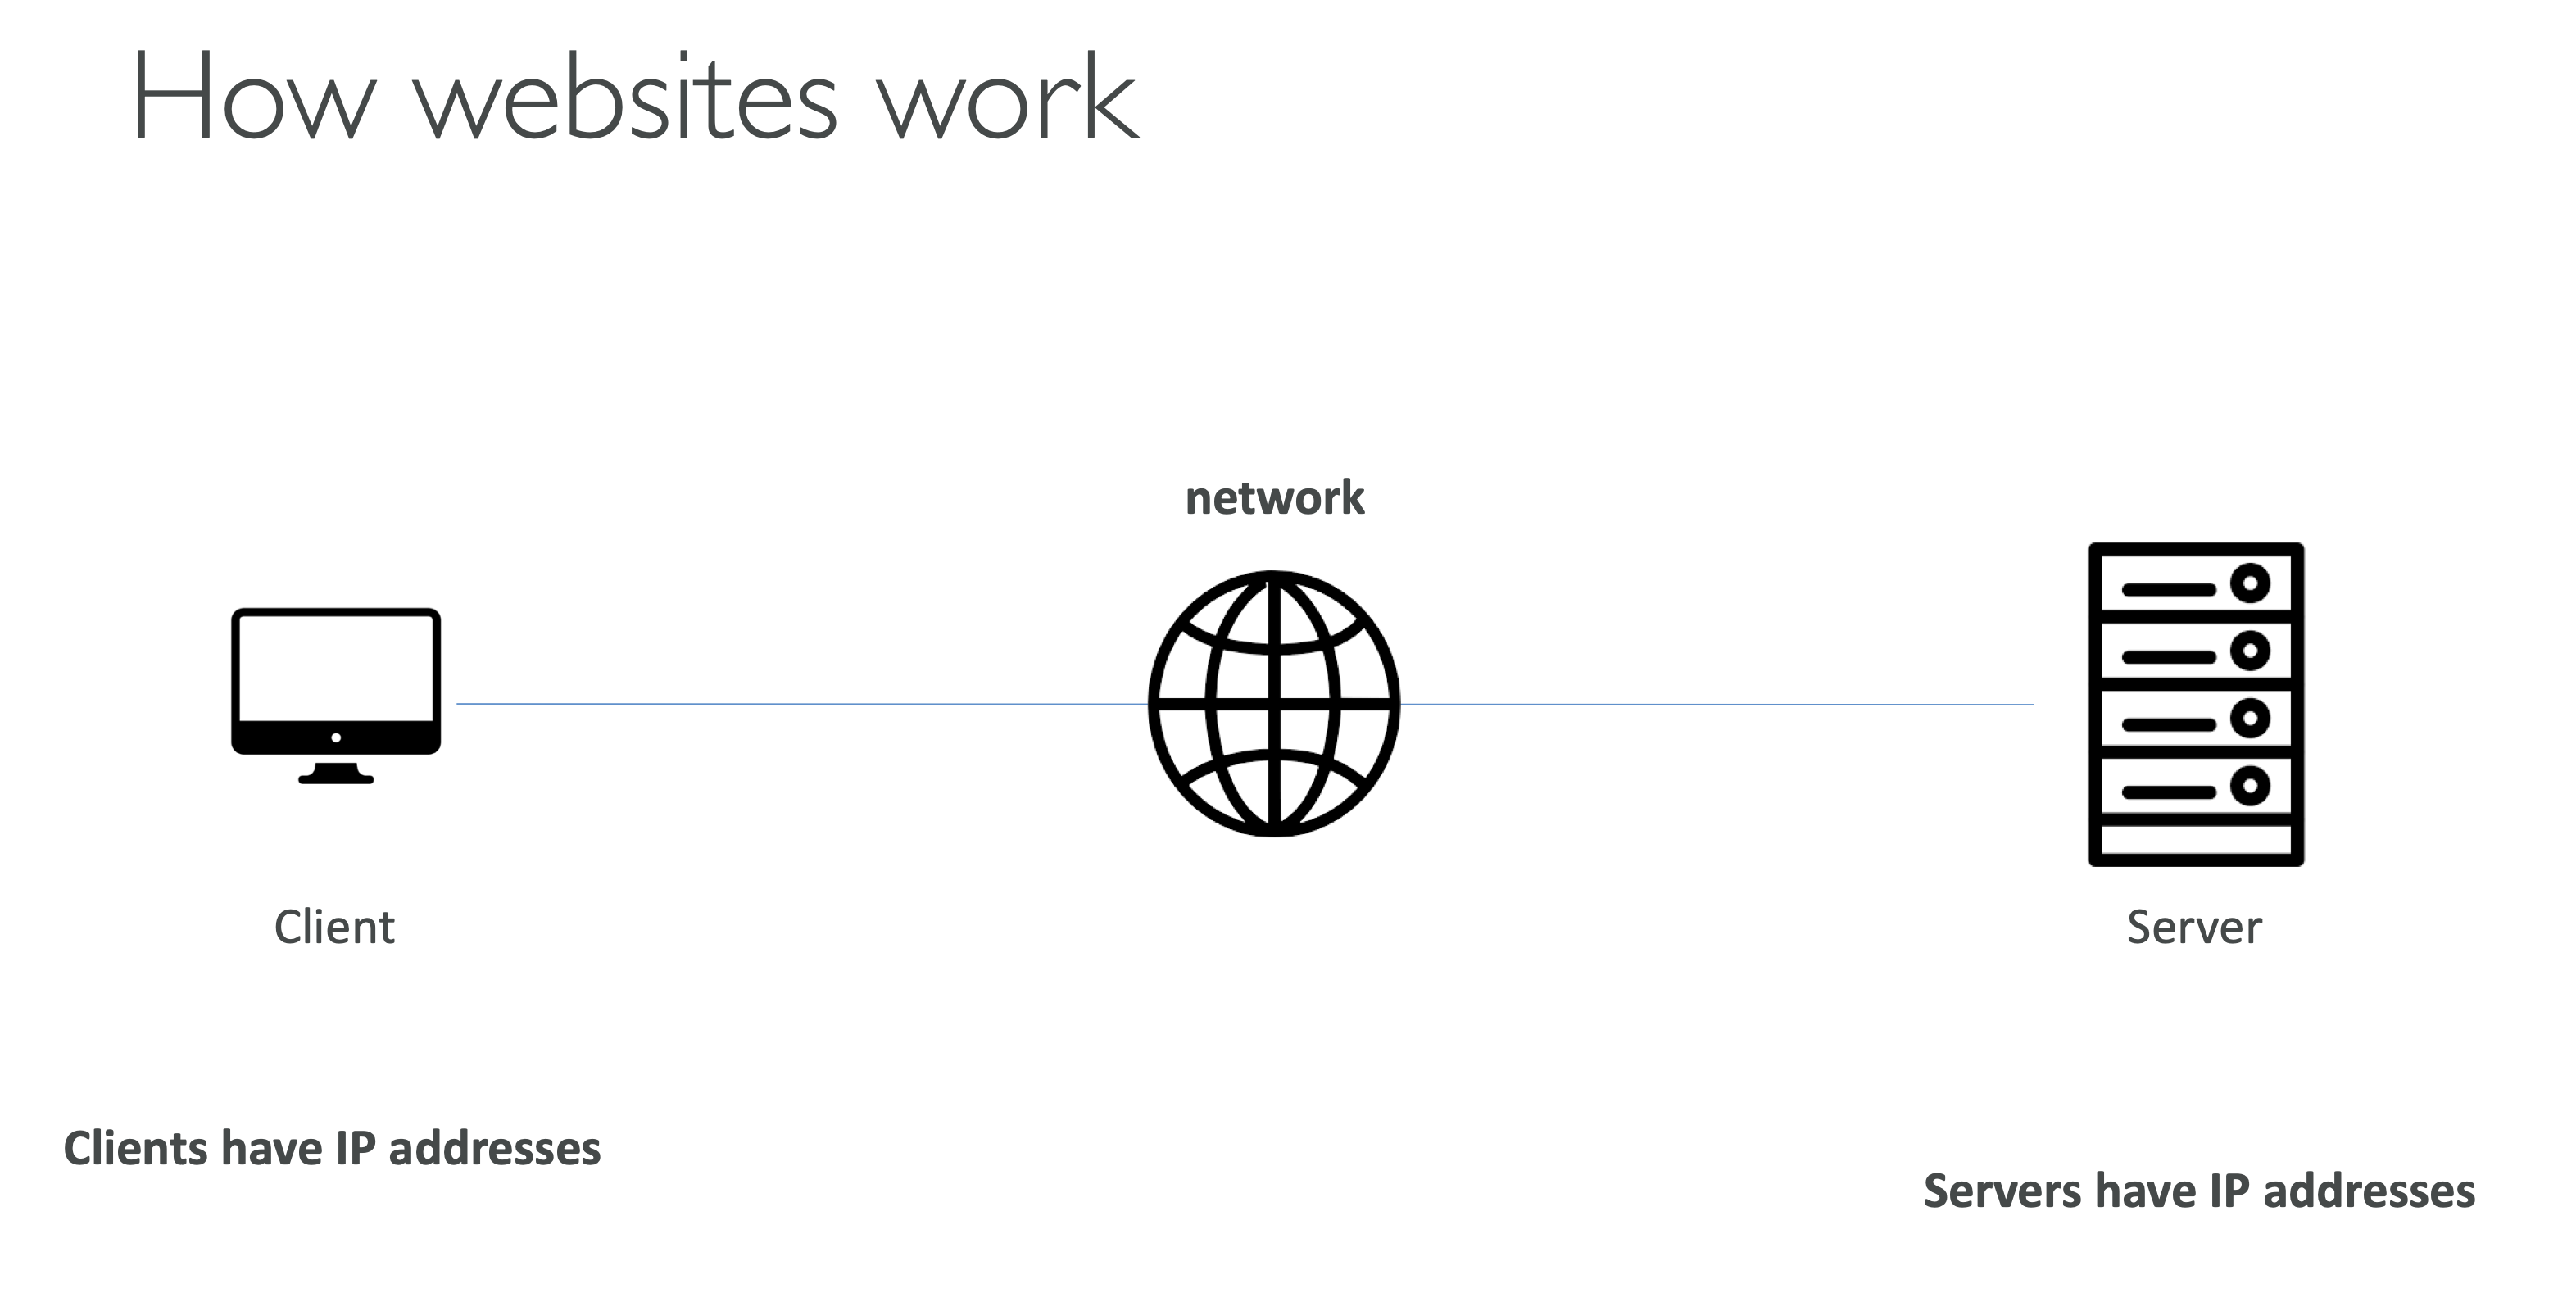 How websites work
network
Client
Server
Clients have IP addresses
Servers have IP addresses